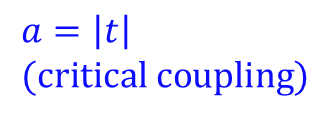 a = |t|
(critical coupling)